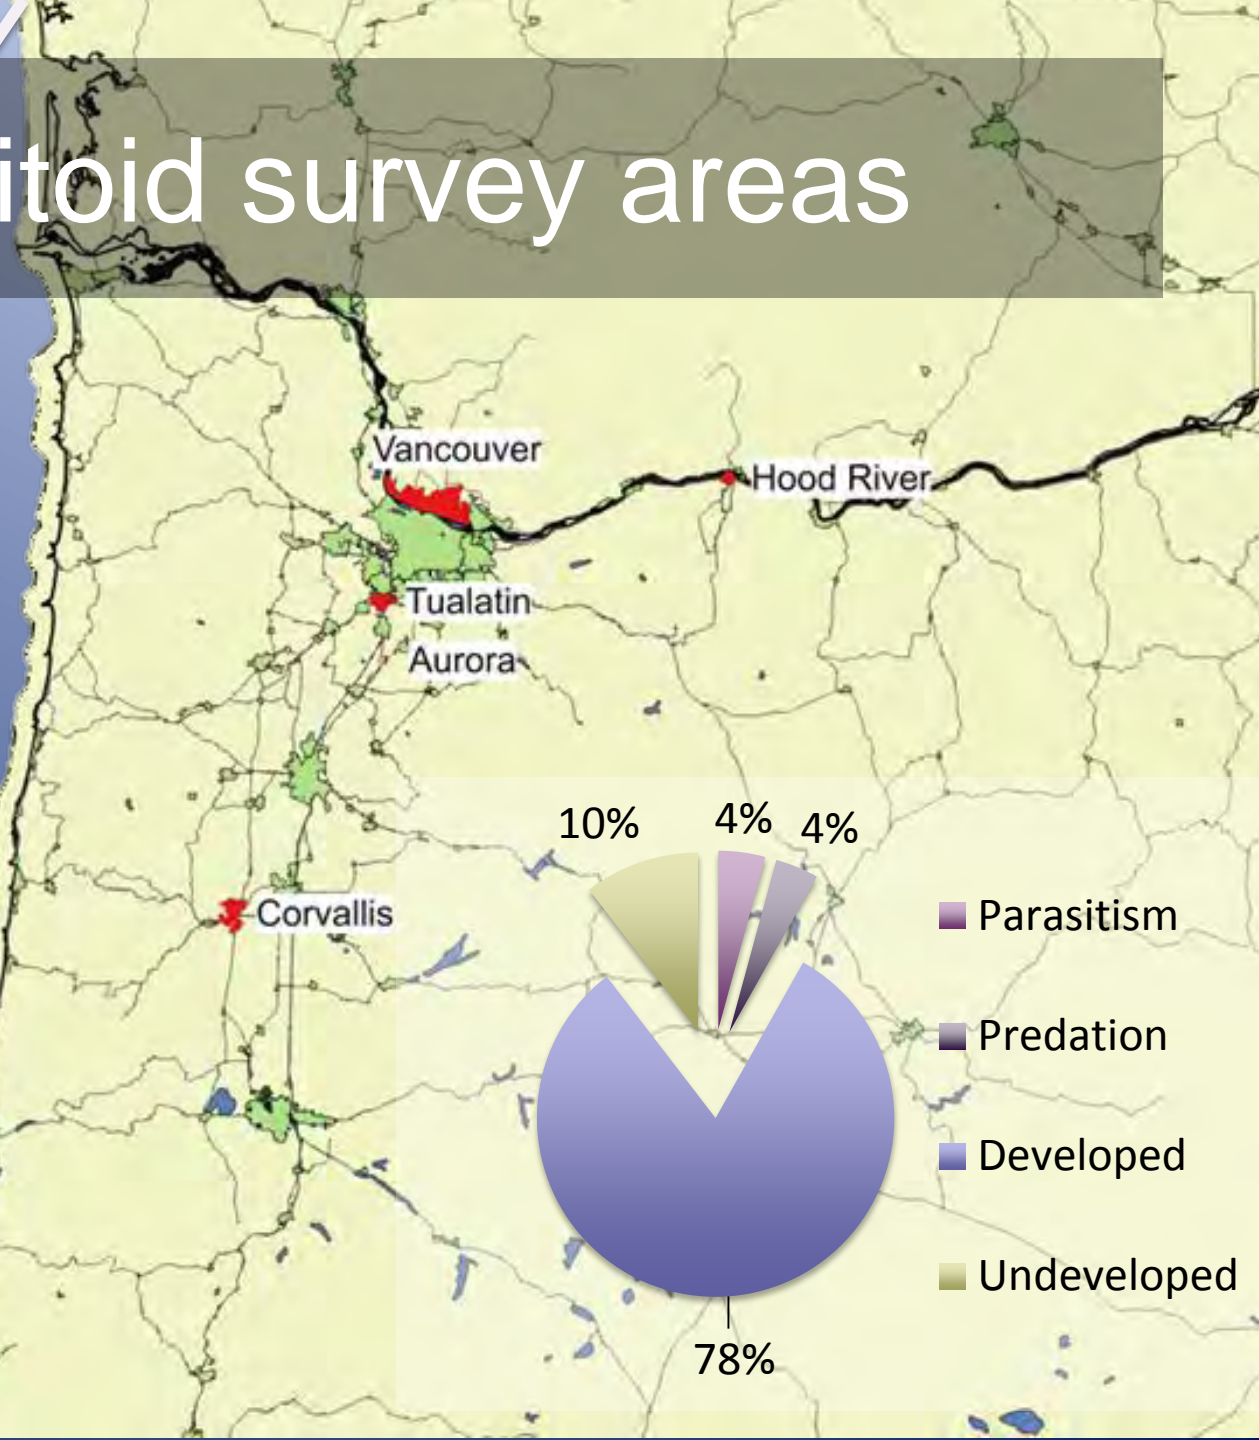 itoid survey areas
Vancouver
Hood River
Tualatin
Aurora
Corvallis
10%
4%
4%
78%
Parasitism
Predation
Developed
Undeveloped